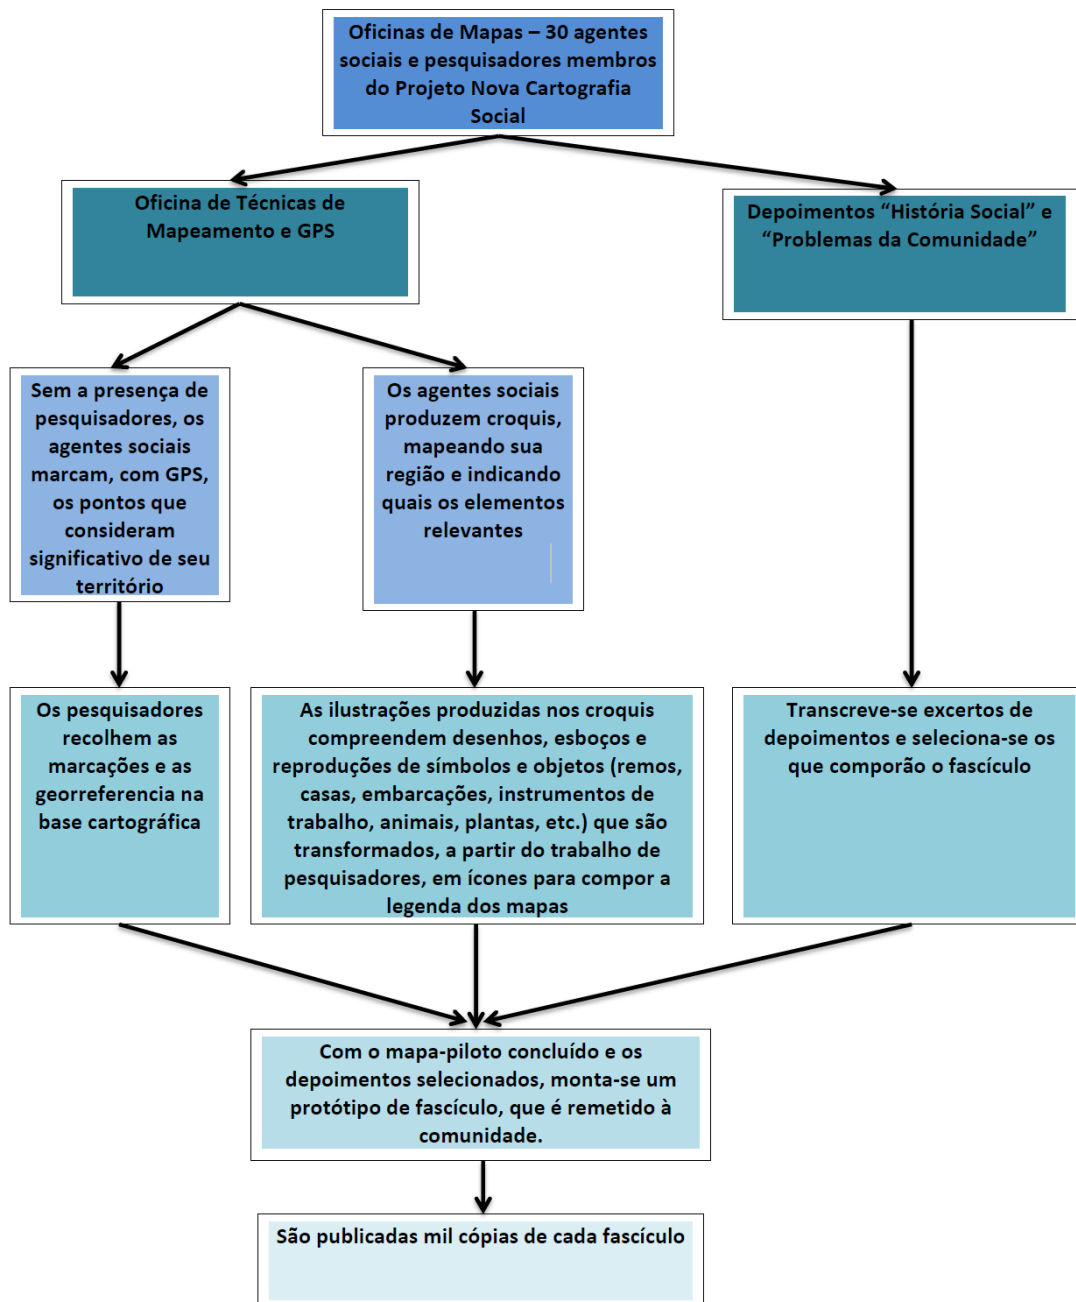 Oficinas de Mapas – 30 agentes
sociais e pesquisadores membros
do Projeto Nova Cartografia
Social
Oficina de Técnicas de
Mapeamento e GPS
Depoimentos “História Social” e
“Problemas da Comunidade”
Sem a presença de
pesquisadores, os
agentes sociais
marcam, com GPS,
os pontos que
consideram
significativo de seu
território
Os agentes sociais
produzem croquis,
mapeando sua
região e indicando
quais os elementos
relevantes
Os pesquisadores
recolhem as
marcações e as
georreferencia na
base cartográfica
As ilustrações produzidas nos croquis
compreendem desenhos, esboços e
reproduções de símbolos e objetos (remos,
casas, embarcações, instrumentos de
trabalho, animais, plantas, etc.) que são
transformados, a partir do trabalho de
pesquisadores, em ícones para compor a
legenda dos mapas
Transcreve-se excertos de
depoimentos e seleciona-se os
que comporão o fascículo
Com o mapa-piloto concluído e os
depoimentos selecionados, monta-se um
protótipo de fascículo, que é remetido à
comunidade.
São publicadas mil cópias de cada fascículo